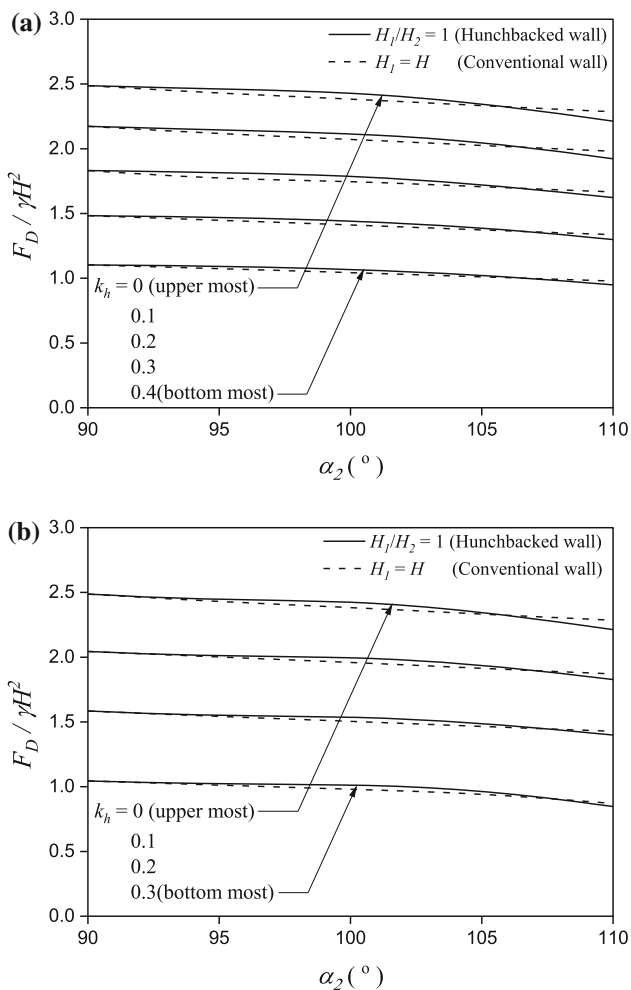 (a)
3.0
2.5
2.0
1.5
1.0
0.5
0.0
F_D / γH²
H₁/H₂ = 1 (Hunchbacked wall)
H₁ = H (Conventional wall)
k_h = 0 (upper most)
0.1
0.2
0.3
0.4(bottom most)
90 95 100 105 110
α₂ (°)
(b)
3.0
2.5
2.0
1.5
1.0
0.5
0.0
F_D / γH²
H₁/H₂ = 1 (Hunchbacked wall)
H₁ = H (Conventional wall)
k_h = 0 (upper most)
0.1
0.2
0.3(bottom most)
90 95 100 105 110
α₂ (°)